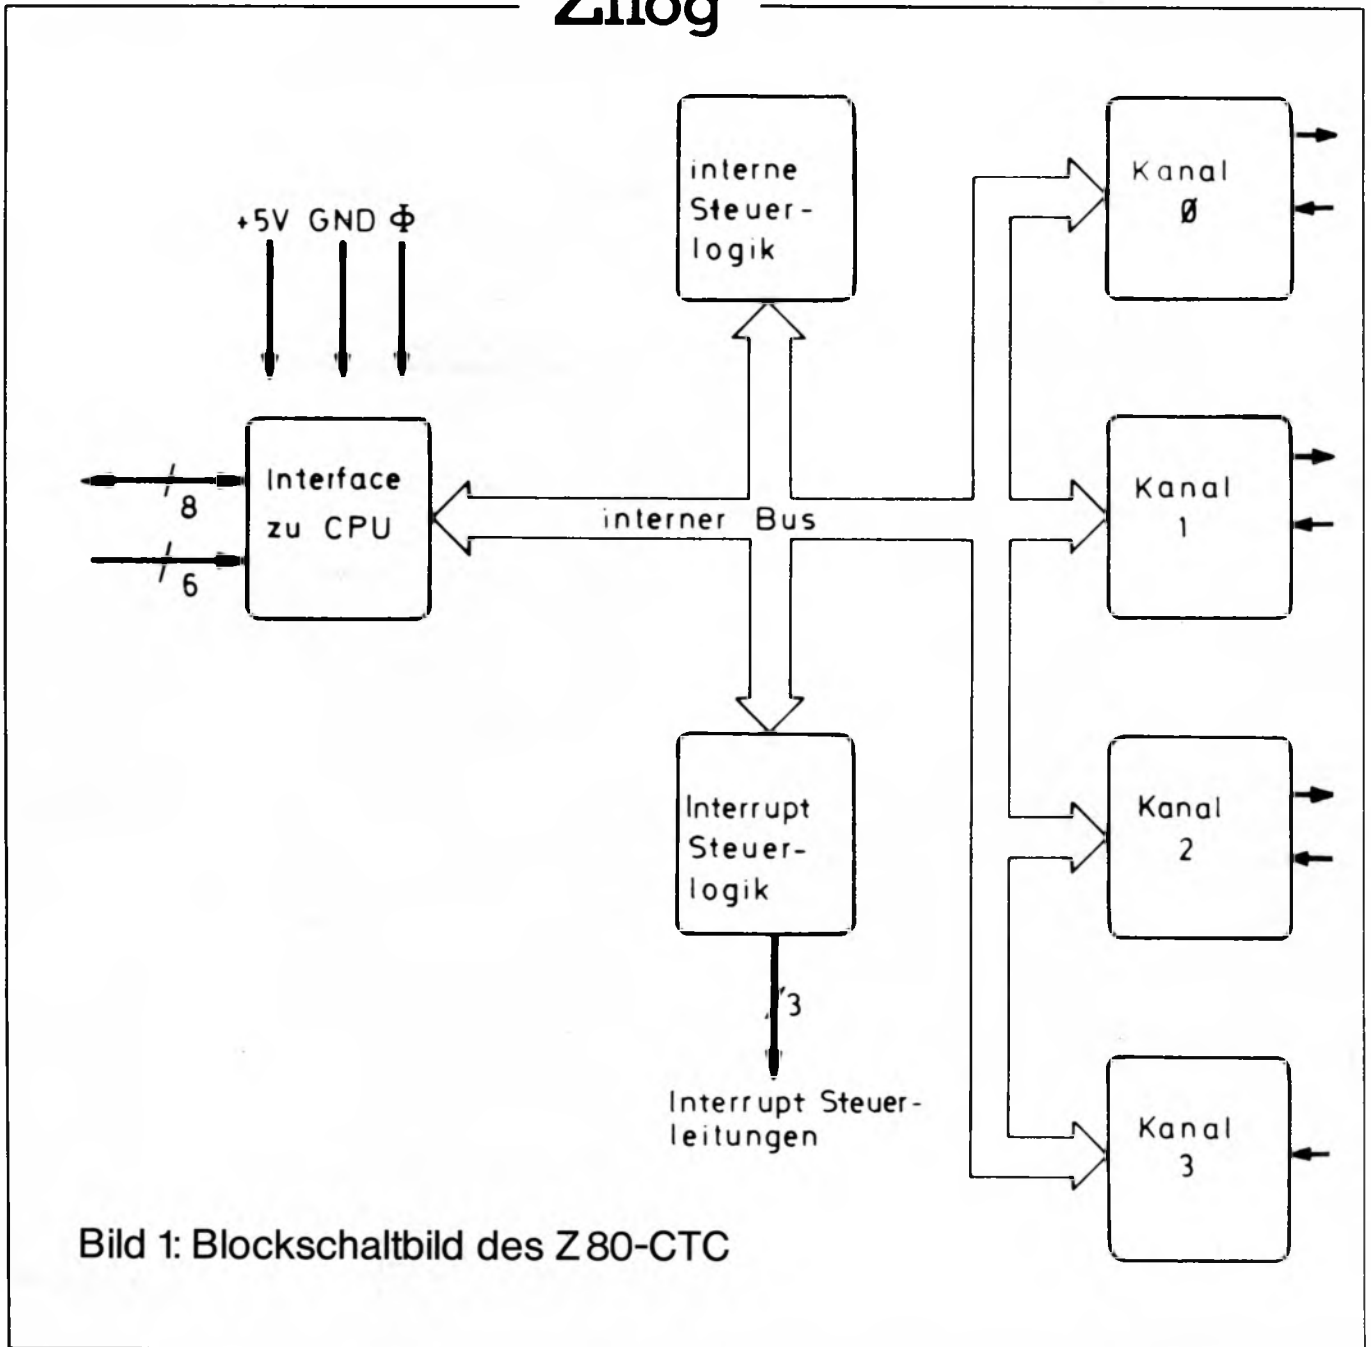 Zilog
interne
Steuer-
logik
Kanal
Ø
+5V GND Φ
Interface
zu CPU
8
6
interner Bus
Kanal
1
Interrupt
Steuer-
logik
3
Interrupt Steuer-
leitungen
Kanal
2
Kanal
3
Bild 1: Blockschaltbild des Z80-CTC